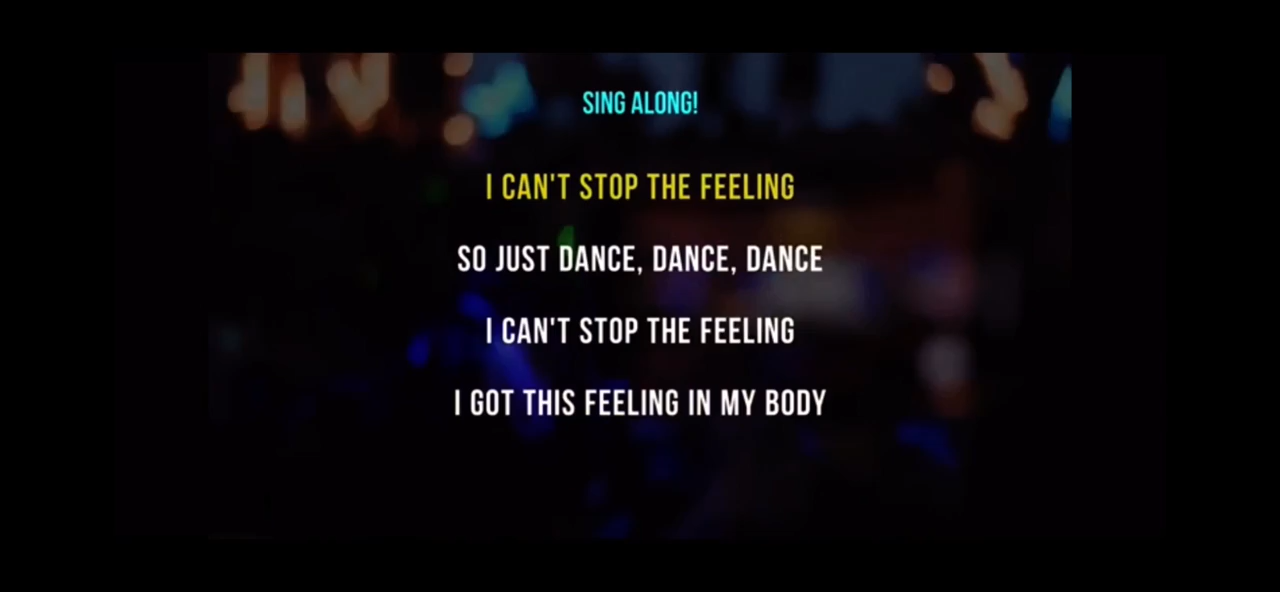 SING ALONG!
I CAN'T STOP THE FEELING
SO JUST DANCE, DANCE, DANCE
I CAN'T STOP THE FEELING
I GOT THIS FEELING IN MY BODY